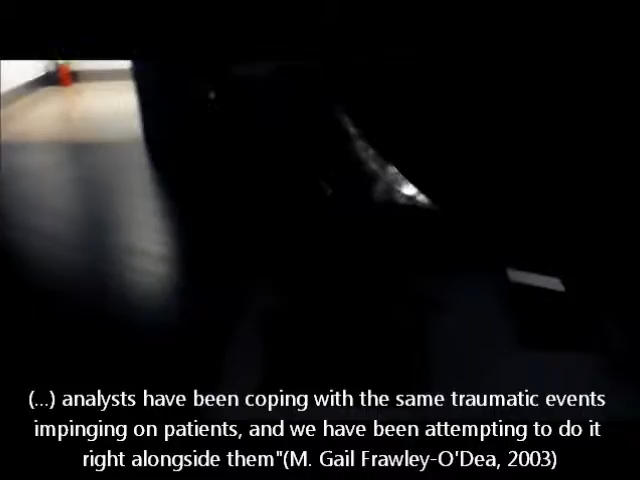 (...) analysts have been coping with the same traumatic events
impinging on patients, and we have been attempting to do it
right alongside them"(M. Gail Frawley-O'Dea, 2003)